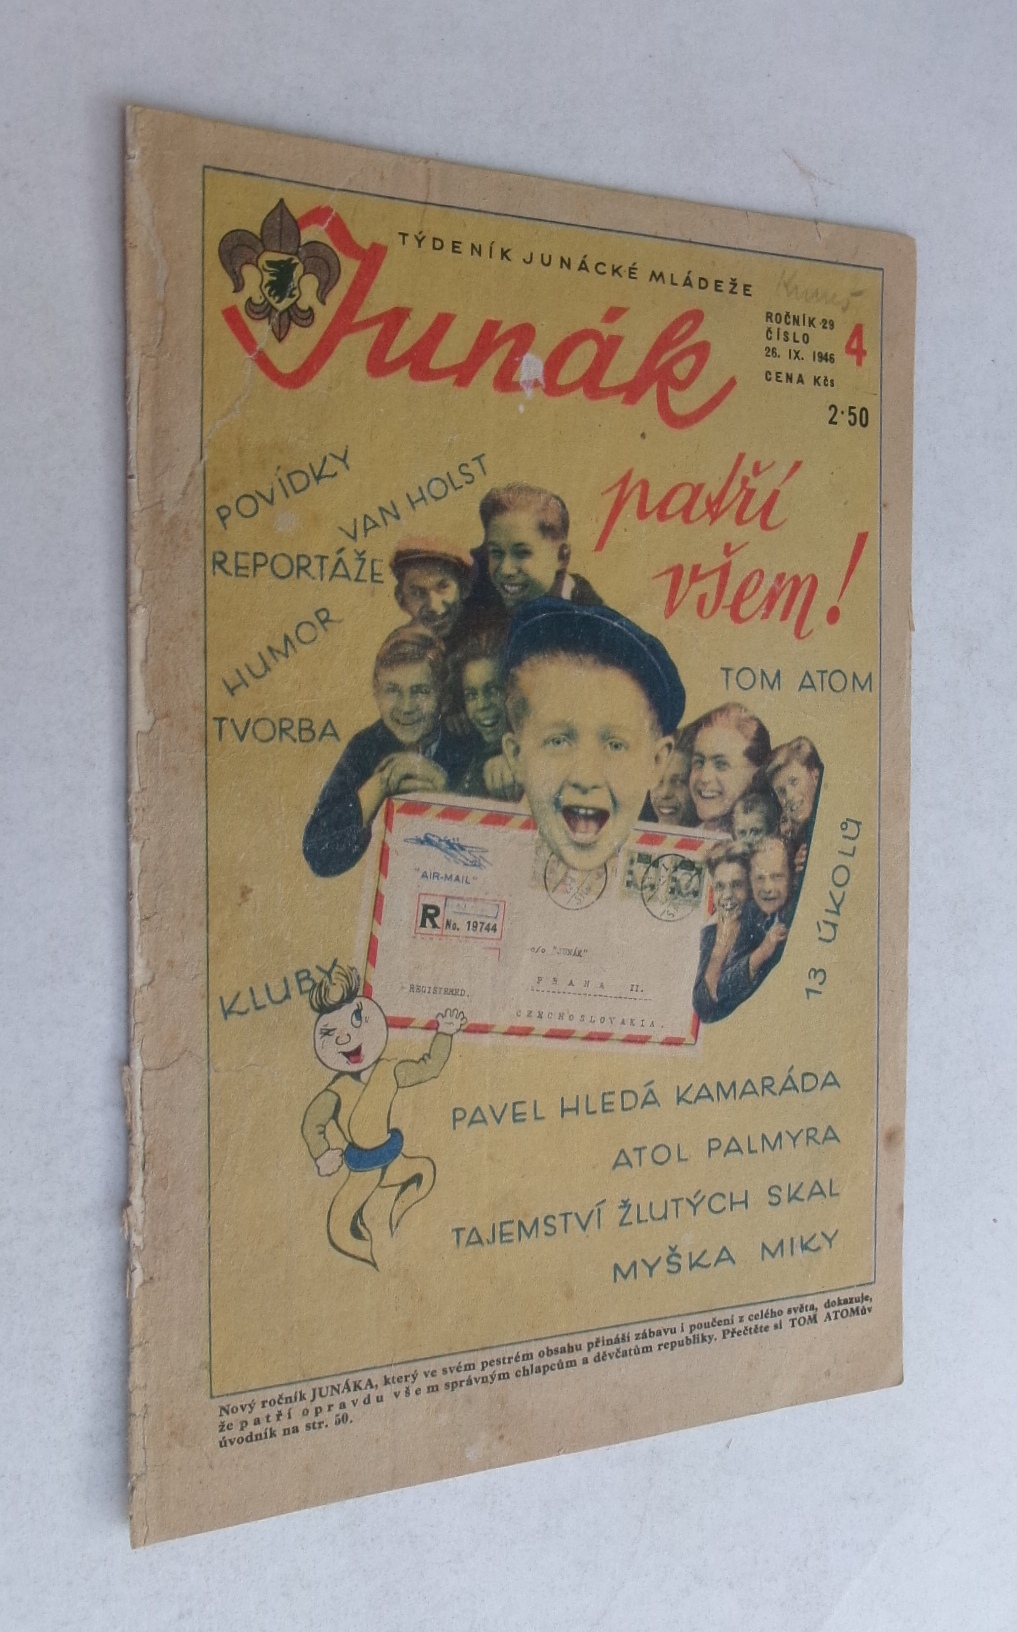 TÝDENÍK JUNÁCKÉ MLÁDEŽE
Junák
ROČNÍK 29
ČÍSLO 4
26. IX. 1946
CENA Kčs
2·50
patří
všem!
POVÍDKY
VAN HOLST
REPORTÁŽE
HUMOR
TVORBA
TOM ATOM
13 ÚKOLŮ
"AIR-MAIL"
R No. 19744
c/o "JUNÁK"
PRAHA II.
REGISTERED.
CZECHOSLOVAKIA.
KLUBY
PAVEL HLEDÁ KAMARÁDA
ATOL PALMYRA
TAJEMSTVÍ ŽLUTÝCH SKAL
MYŠKA MIKY
Nový ročník JUNÁKA, který ve svém pestrém obsahu přináší zábavu i poučení z celého světa, dokazuje,
že patří opravdu všem správným chlapcům a děvčatům republiky. Přečtěte si TOM ATOMův
úvodník na str. 50.